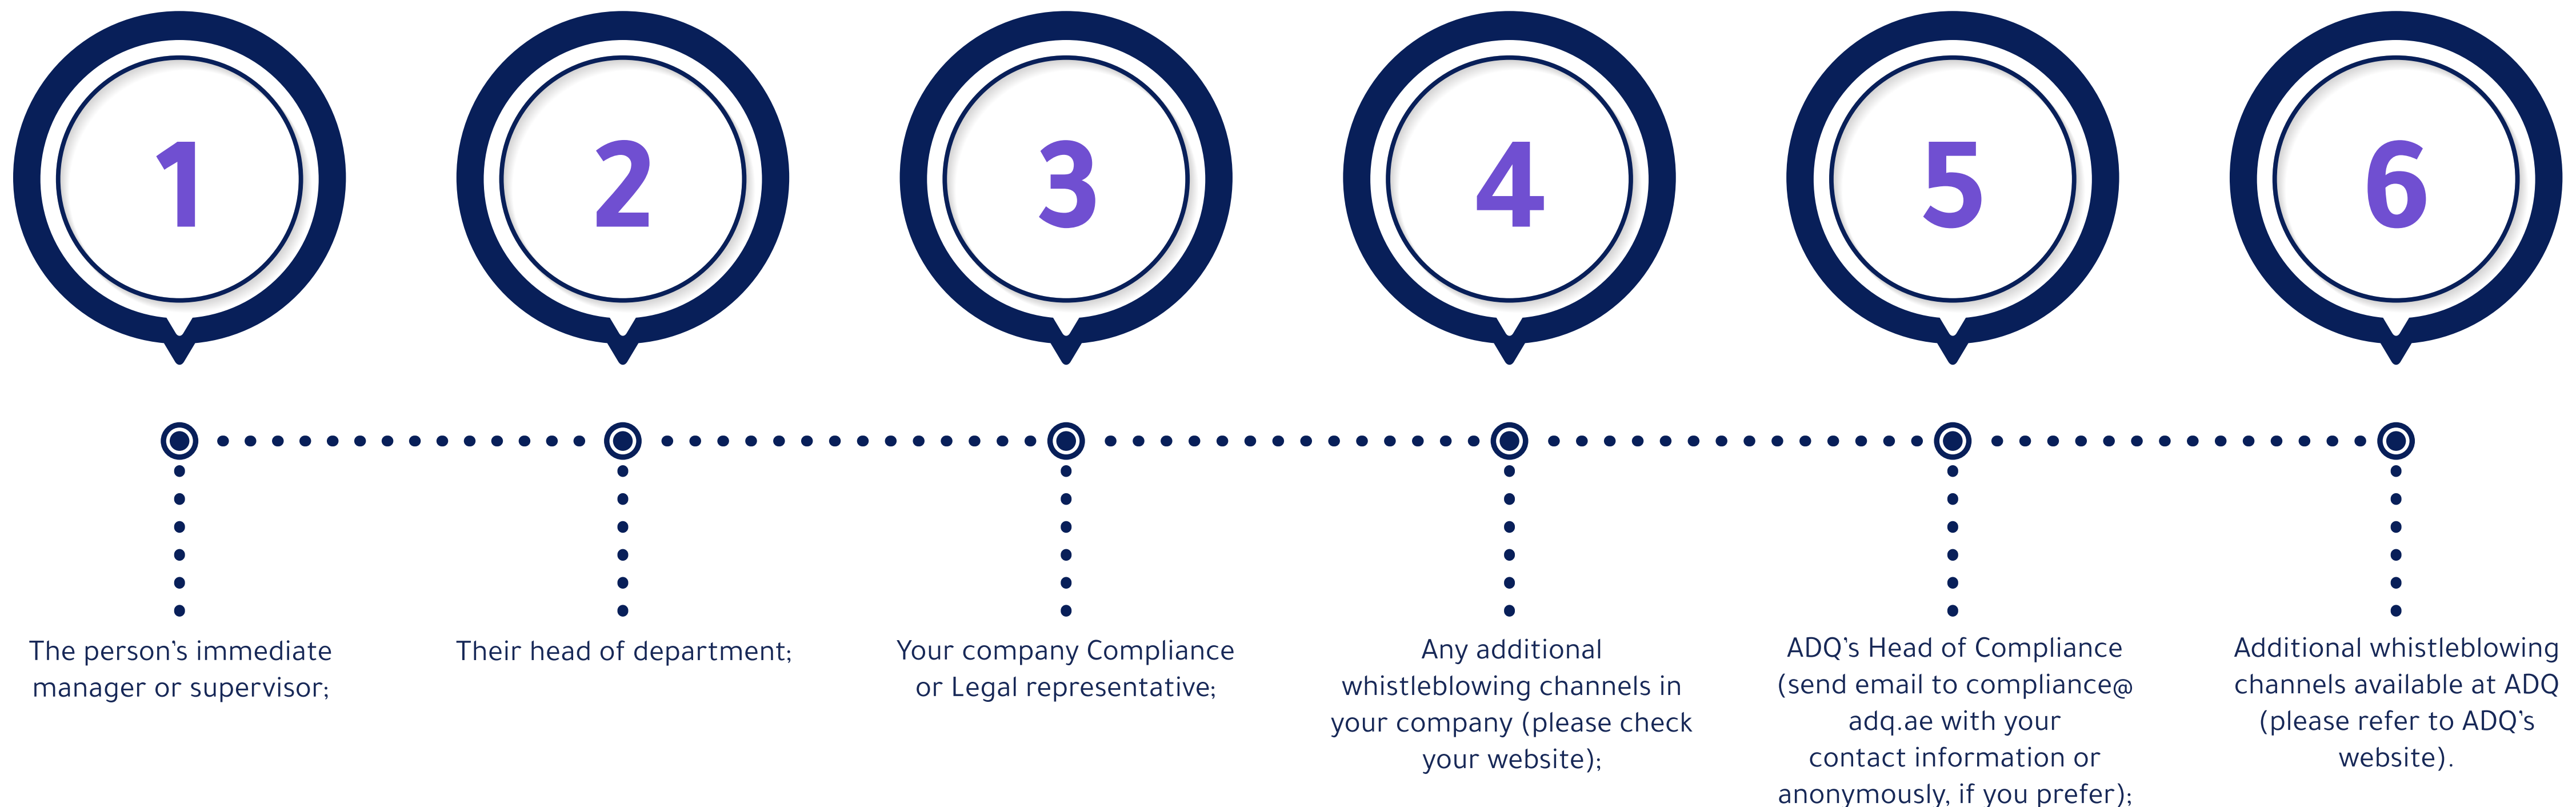 1
2
3
4
5
6
The person's immediate
manager or supervisor;
Their head of department;
Your company Compliance
or Legal representative;
Any additional
whistleblowing channels in
your company (please check
your website);
ADQ's Head of Compliance
(send email to compliance@
adq.ae with your
contact information or
anonymously, if you prefer);
Additional whistleblowing
channels available at ADQ
(please refer to ADQ's
website).